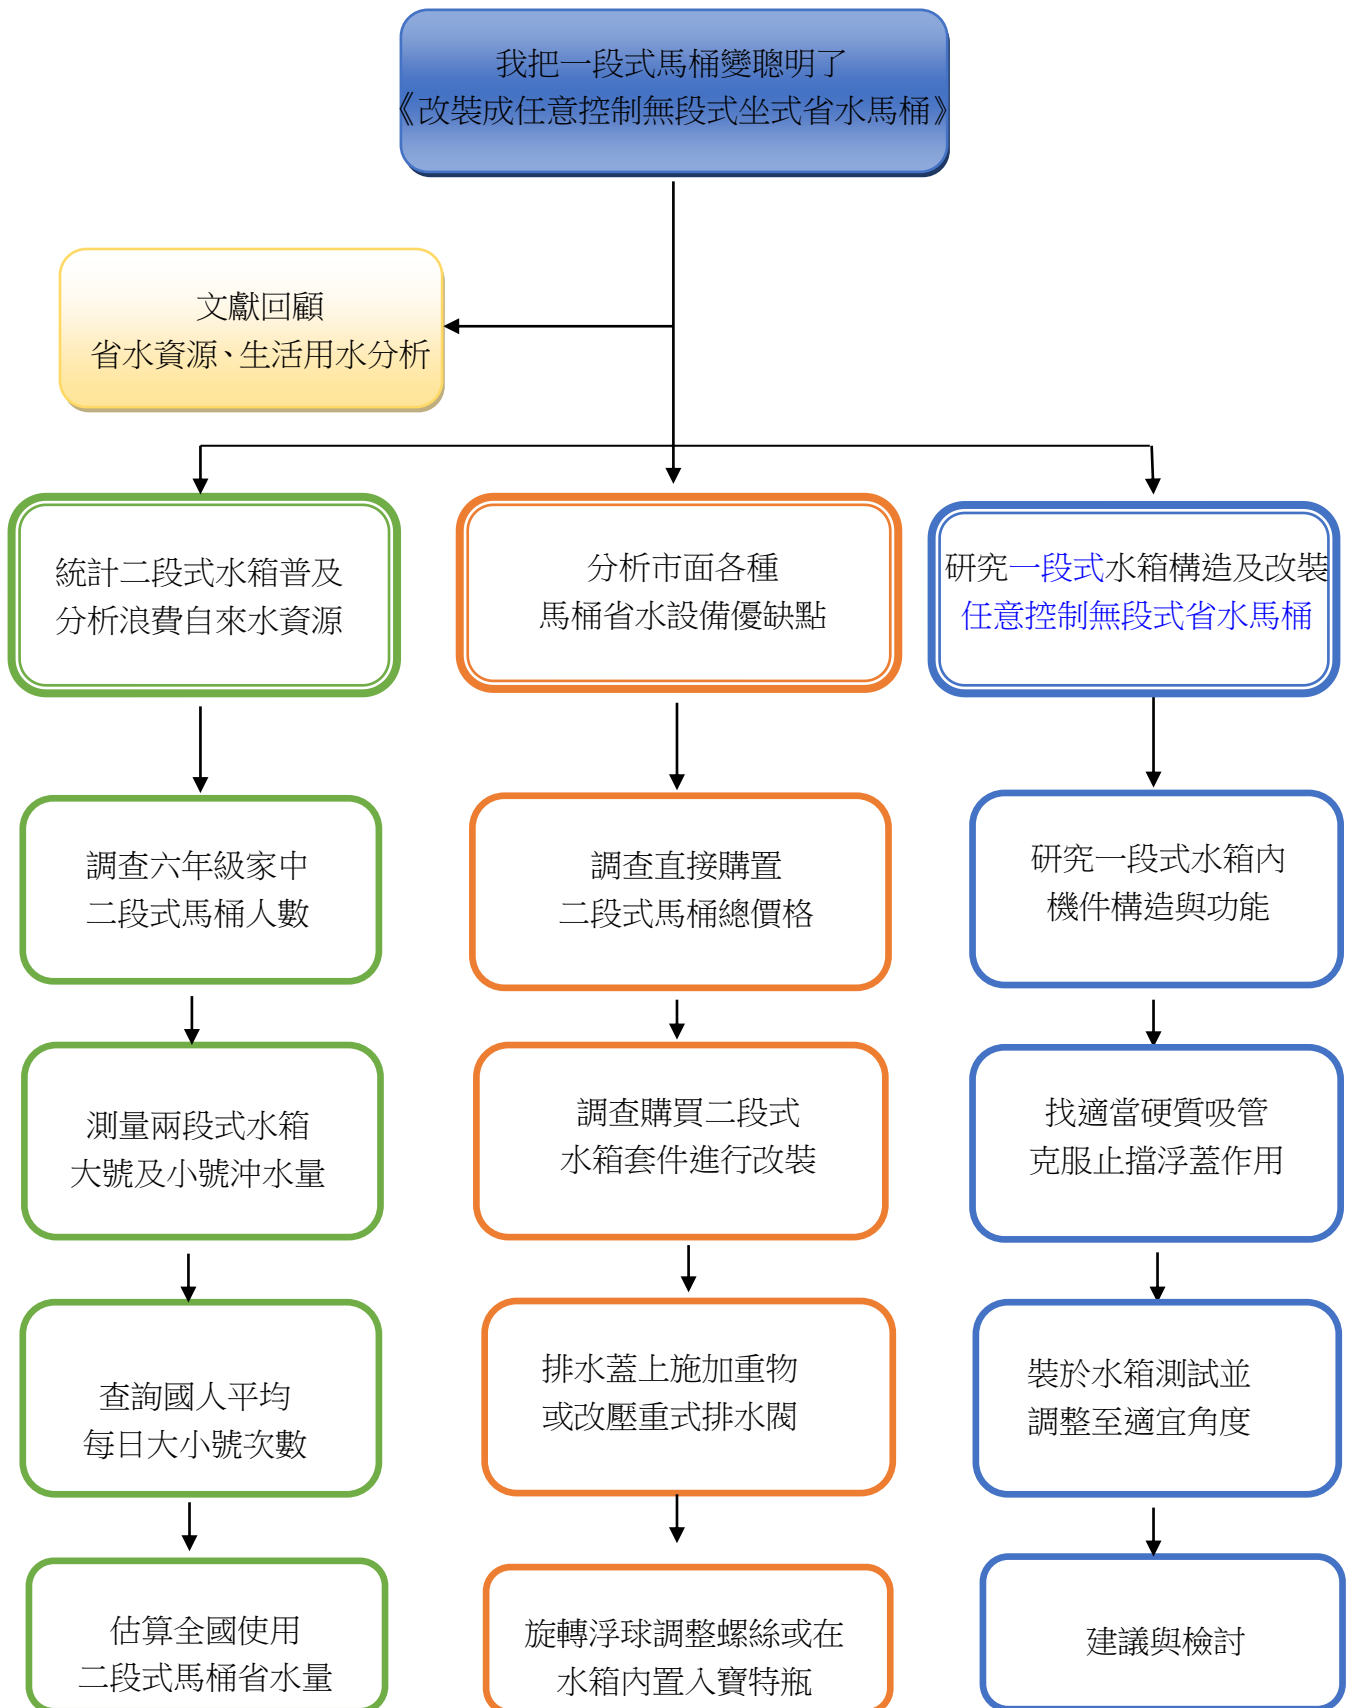 我把一段式馬桶變聰明了
《改裝成任意控制無段式坐式省水馬桶》
文獻回顧
省水資源、生活用水分析
統計二段式水箱普及
分析浪費自來水資源
分析市面各種
馬桶省水設備優缺點
研究一段式水箱構造及改裝
任意控制無段式省水馬桶
調查六年級家中
二段式馬桶人數
調查直接購置
二段式馬桶總價格
研究一段式水箱內
機件構造與功能
測量兩段式水箱
大號及小號沖水量
調查購買二段式
水箱套件進行改裝
找適當硬質吸管
克服止擋浮蓋作用
查詢國人平均
每日大小號次數
排水蓋上施加重物
或改壓重式排水閥
裝於水箱測試並
調整至適宜角度
估算全國使用
二段式馬桶省水量
旋轉浮球調整螺絲或在
水箱內置入寶特瓶
建議與檢討